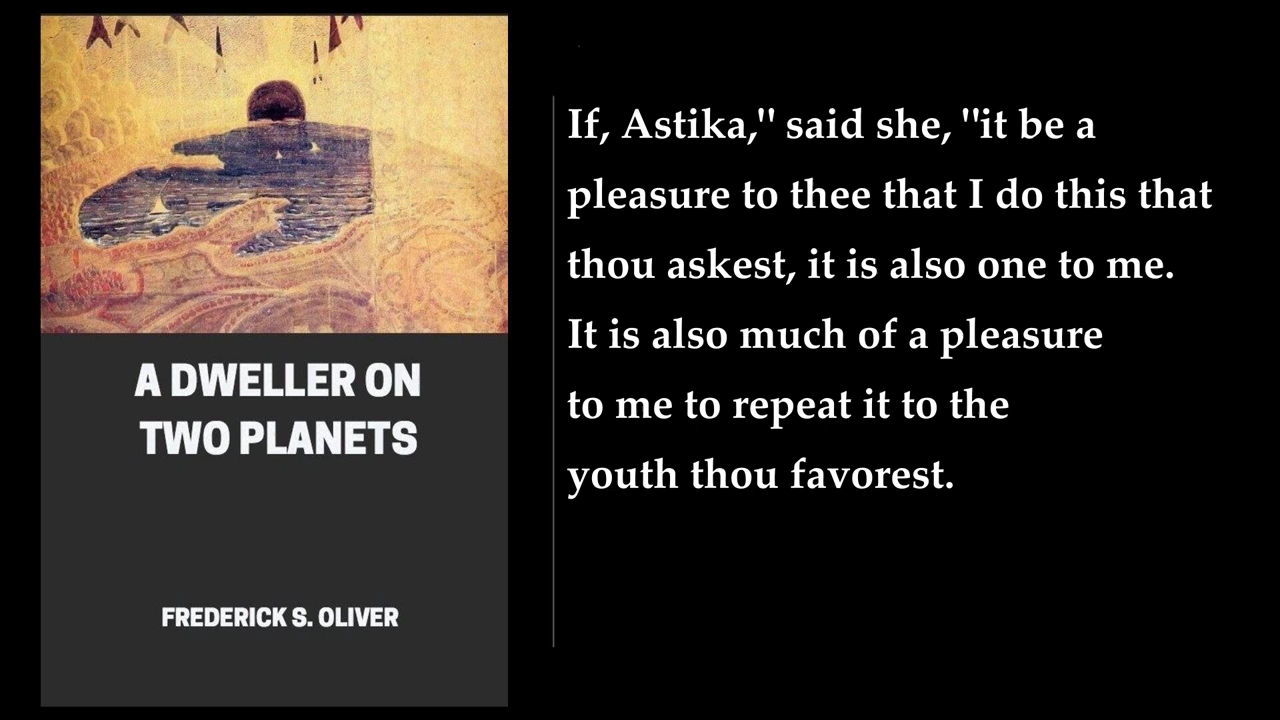 A DWELLER ON
TWO PLANETS
FREDERICK S. OLIVER
If, Astika," said she, "it be a
pleasure to thee that I do this that
thou askest, it is also one to me.
It is also much of a pleasure
to me to repeat it to the
youth thou favorest.